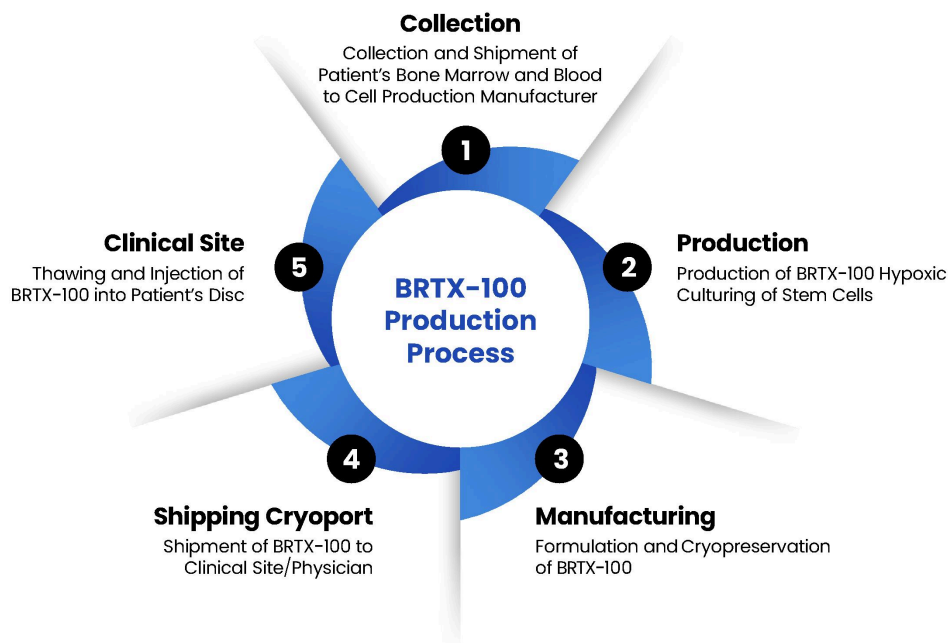 Collection
Collection and Shipment of
Patient's Bone Marrow and Blood
to Cell Production Manufacturer
1
2
Production
Production of BRTX-100 Hypoxic
Culturing of Stem Cells
3
Manufacturing
Formulation and Cryopreservation
of BRTX-100
4
Shipping Cryoport
Shipment of BRTX-100 to
Clinical Site/Physician
5
Clinical Site
Thawing and Injection of
BRTX-100 into Patient's Disc
BRTX-100
Production
Process